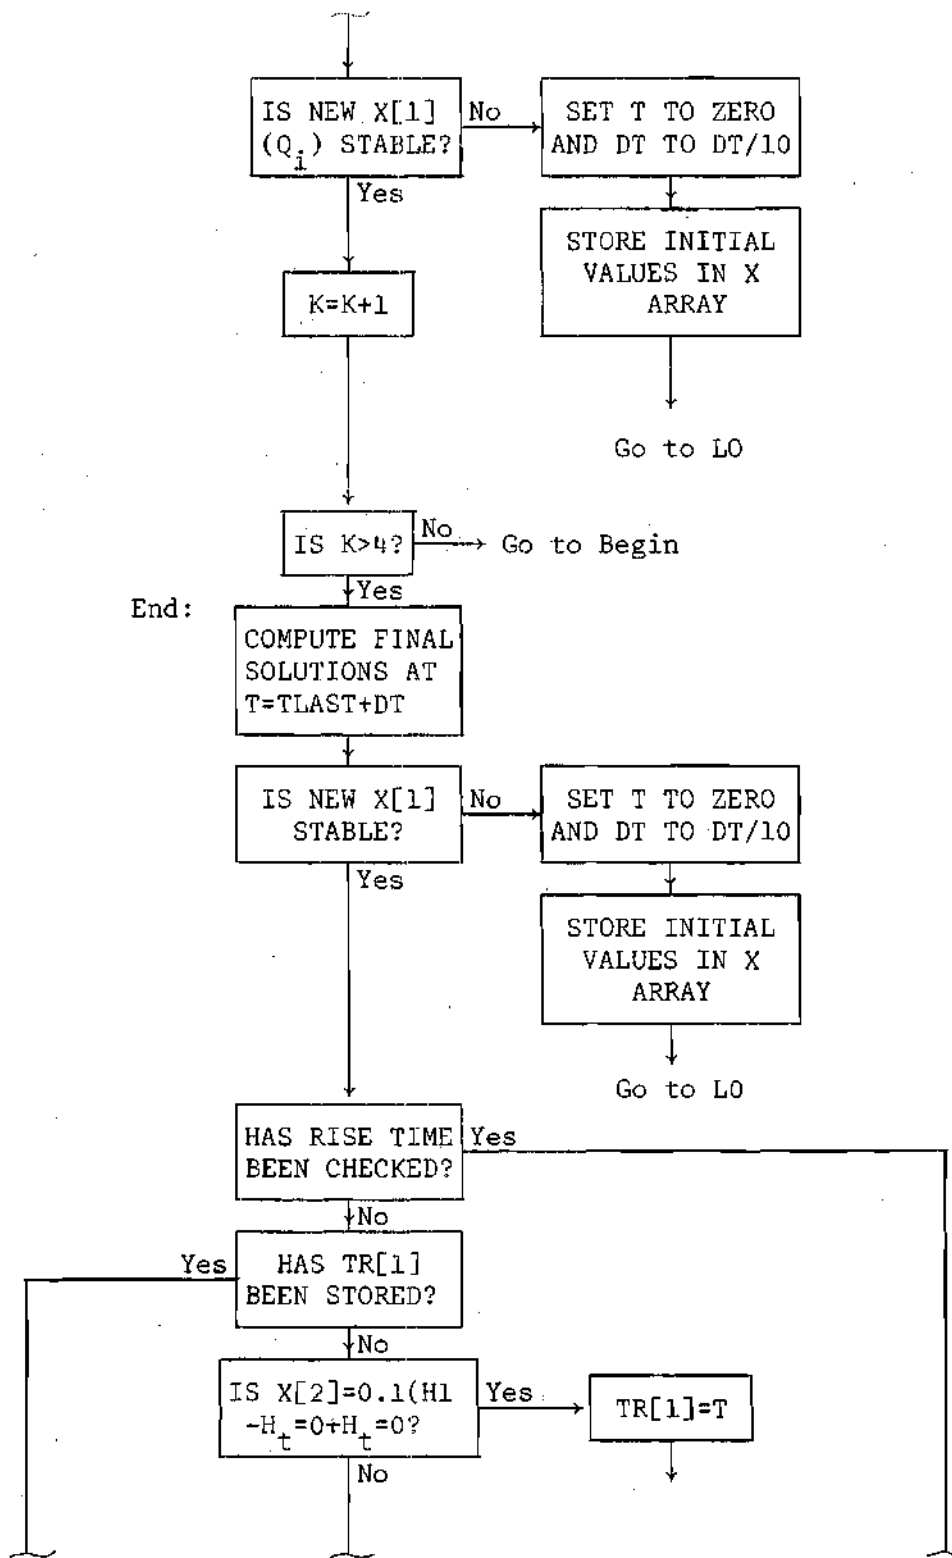 IS NEW X[1]
(Qi) STABLE?
No
SET T TO ZERO
AND DT TO DT/10
Yes
STORE INITIAL
VALUES IN X
ARRAY
K=K+1
Go to L0
IS K>4?
No
Go to Begin
Yes
End:
COMPUTE FINAL
SOLUTIONS AT
T=TLAST+DT
IS NEW X[1]
STABLE?
No
SET T TO ZERO
AND DT TO DT/10
Yes
STORE INITIAL
VALUES IN X
ARRAY
Go to L0
HAS RISE TIME
BEEN CHECKED?
Yes
No
Yes
HAS TR[1]
BEEN STORED?
No
IS X[2]=0.1(H1
-Ht=0+Ht=0?
Yes
TR[1]=T
No